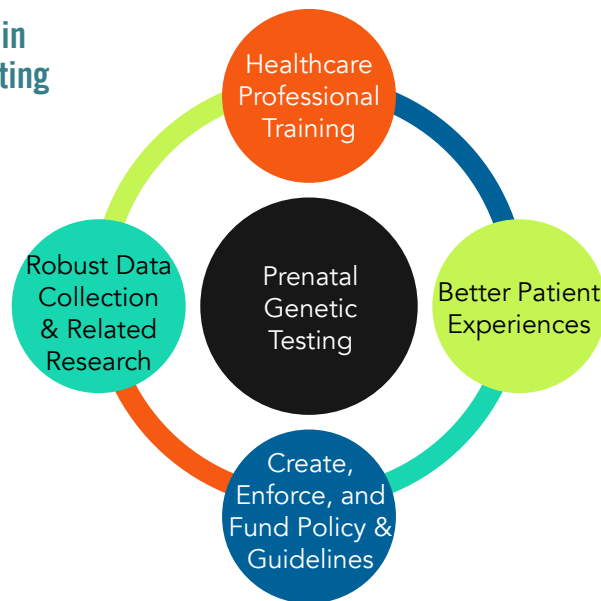 in
ting
Healthcare
Professional
Training
Robust Data
Collection
& Related
Research
Prenatal
Genetic
Testing
Better Patient
Experiences
Create,
Enforce, and
Fund Policy &
Guidelines